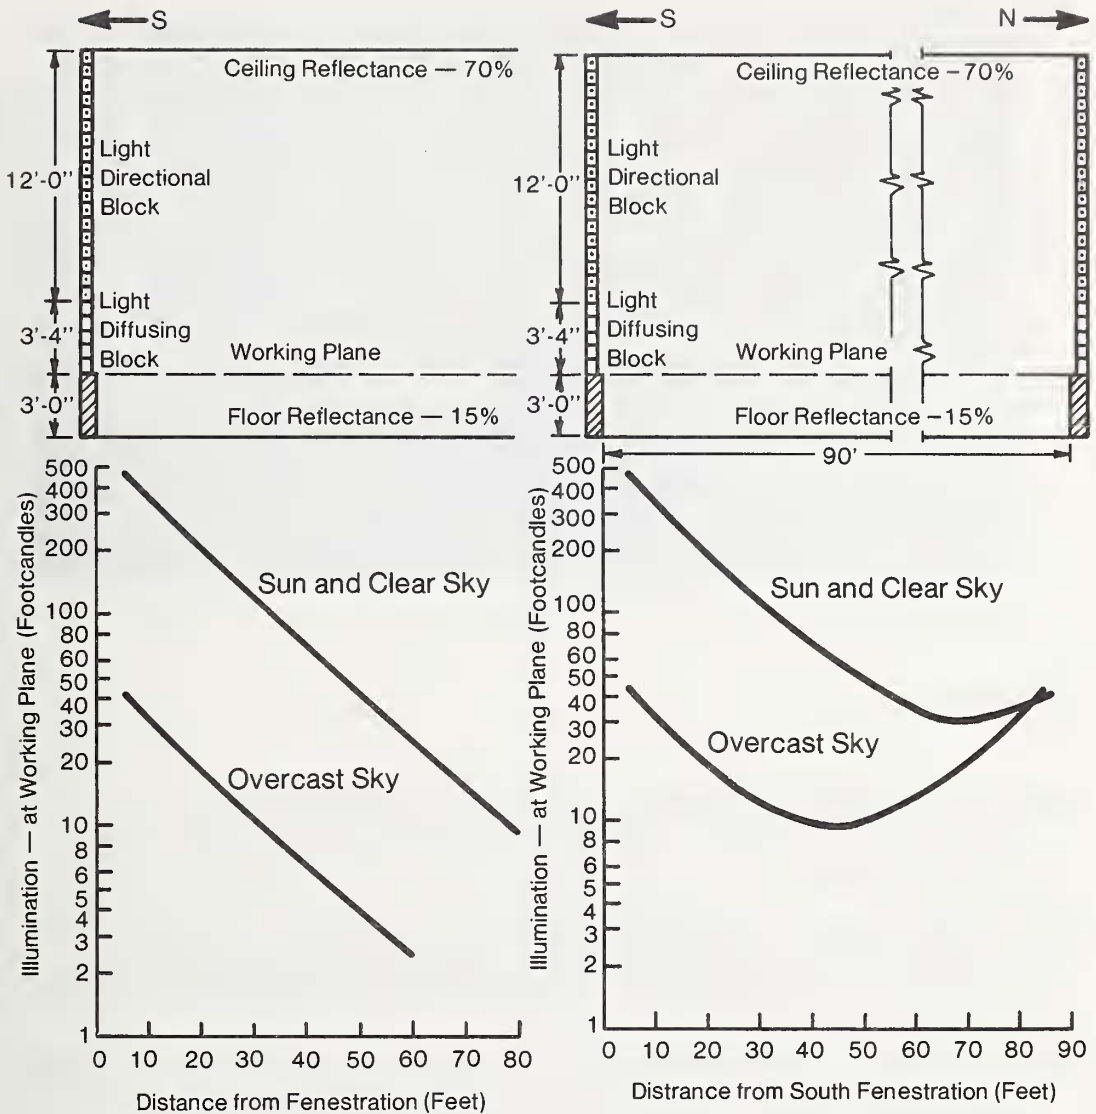 S
Ceiling Reflectance — 70%
12'-0"
Light
Directional
Block
3'-4"
Light
Diffusing
Block
Working Plane
3'-0"
Floor Reflectance — 15%
S
N
Ceiling Reflectance – 70%
12'-0"
Light
Directional
Block
3'-4"
Light
Diffusing
Block
Working Plane
3'-0"
Floor Reflectance – 15%
90'
Illumination — at Working Plane (Footcandles)
500
400
300
200
100
80
60
50
40
30
20
10
8
6
5
4
3
2
1
Sun and Clear Sky
Overcast Sky
0 10 20 30 40 50 60 70 80
Distance from Fenestration (Feet)
Illumination — at Working Plane (Footcandles)
500
400
300
200
100
80
60
50
40
30
20
10
8
6
5
4
3
2
1
Sun and Clear Sky
Overcast Sky
0 10 20 30 40 50 60 70 80 90
Distrance from South Fenestration (Feet)